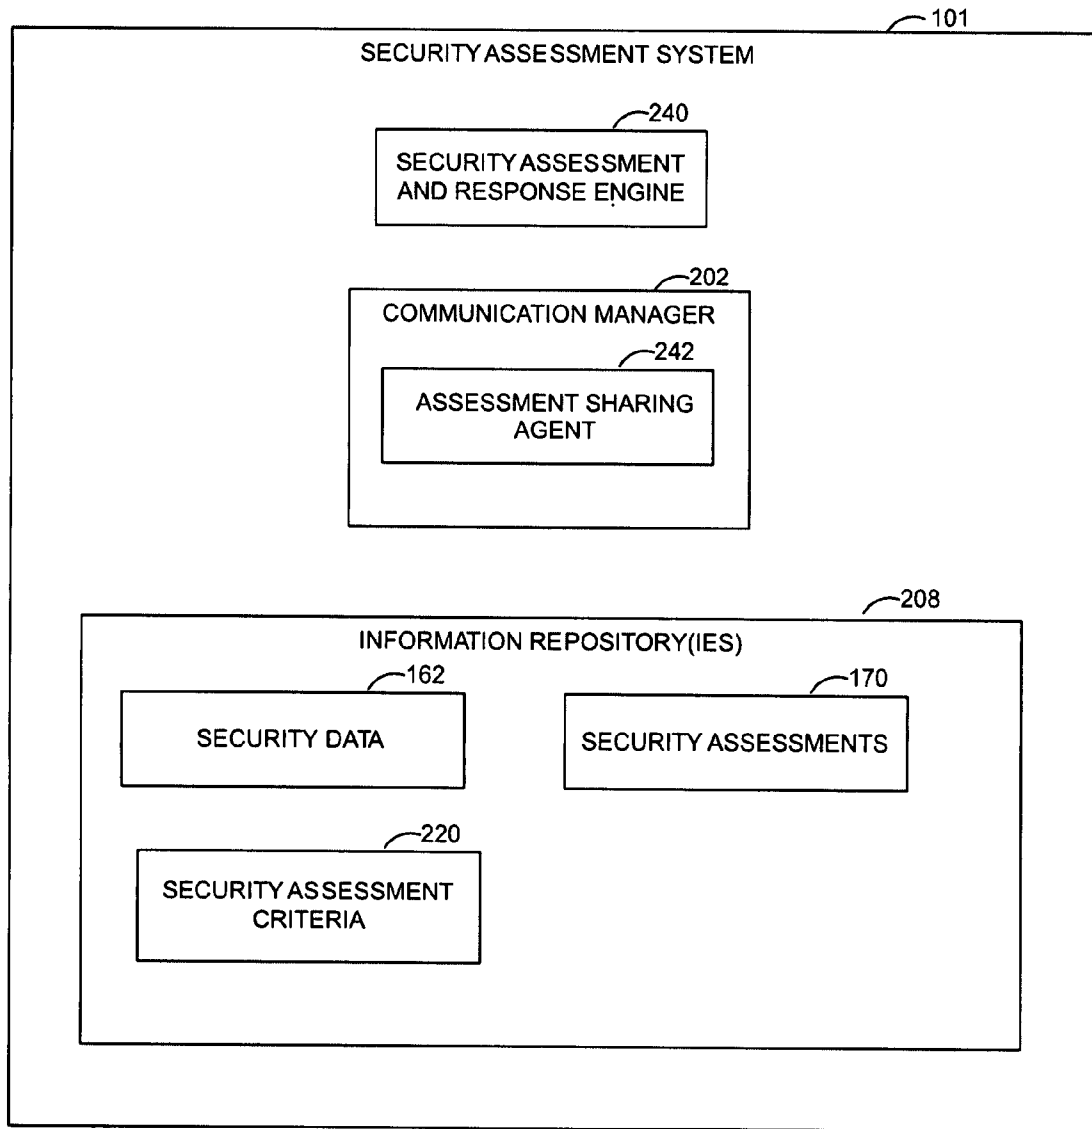 101
SECURITY ASSESSMENT SYSTEM
240
SECURITY ASSESSMENT
AND RESPONSE ENGINE
202
COMMUNICATION MANAGER
242
ASSESSMENT SHARING
AGENT
208
INFORMATION REPOSITORY(IES)
162
SECURITY DATA
170
SECURITY ASSESSMENTS
220
SECURITY ASSESSMENT
CRITERIA